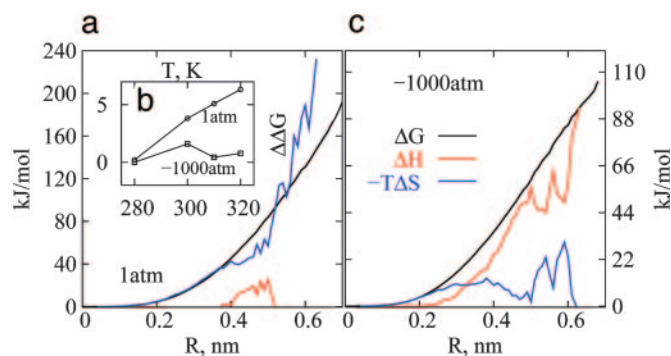 a
c
kJ/mol
240
200
160
120
80
40
0
T, K
b
5
0
1atm
−1000atm
280 300 320
ΔΔG
1atm
0 0.2 0.4 0.6
R, nm
−1000atm
ΔG
ΔH
−TΔS
0 0.2 0.4 0.6
R, nm
110
88
66
44
22
0
kJ/mol